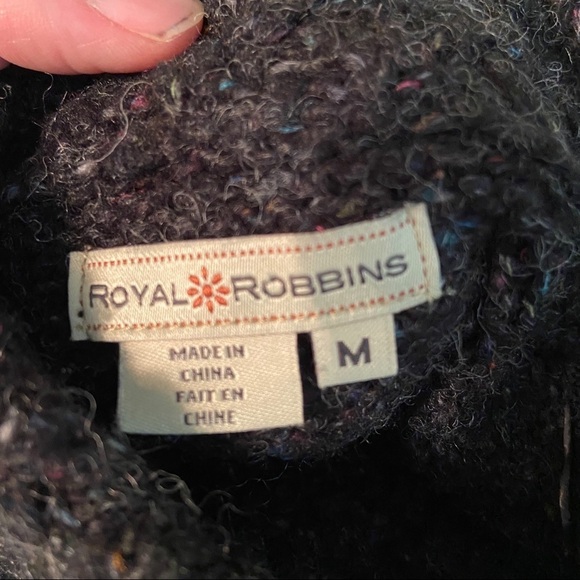 ROYAL ROBBINS
M
MADE IN
CHINA
FAIT EN
CHINE